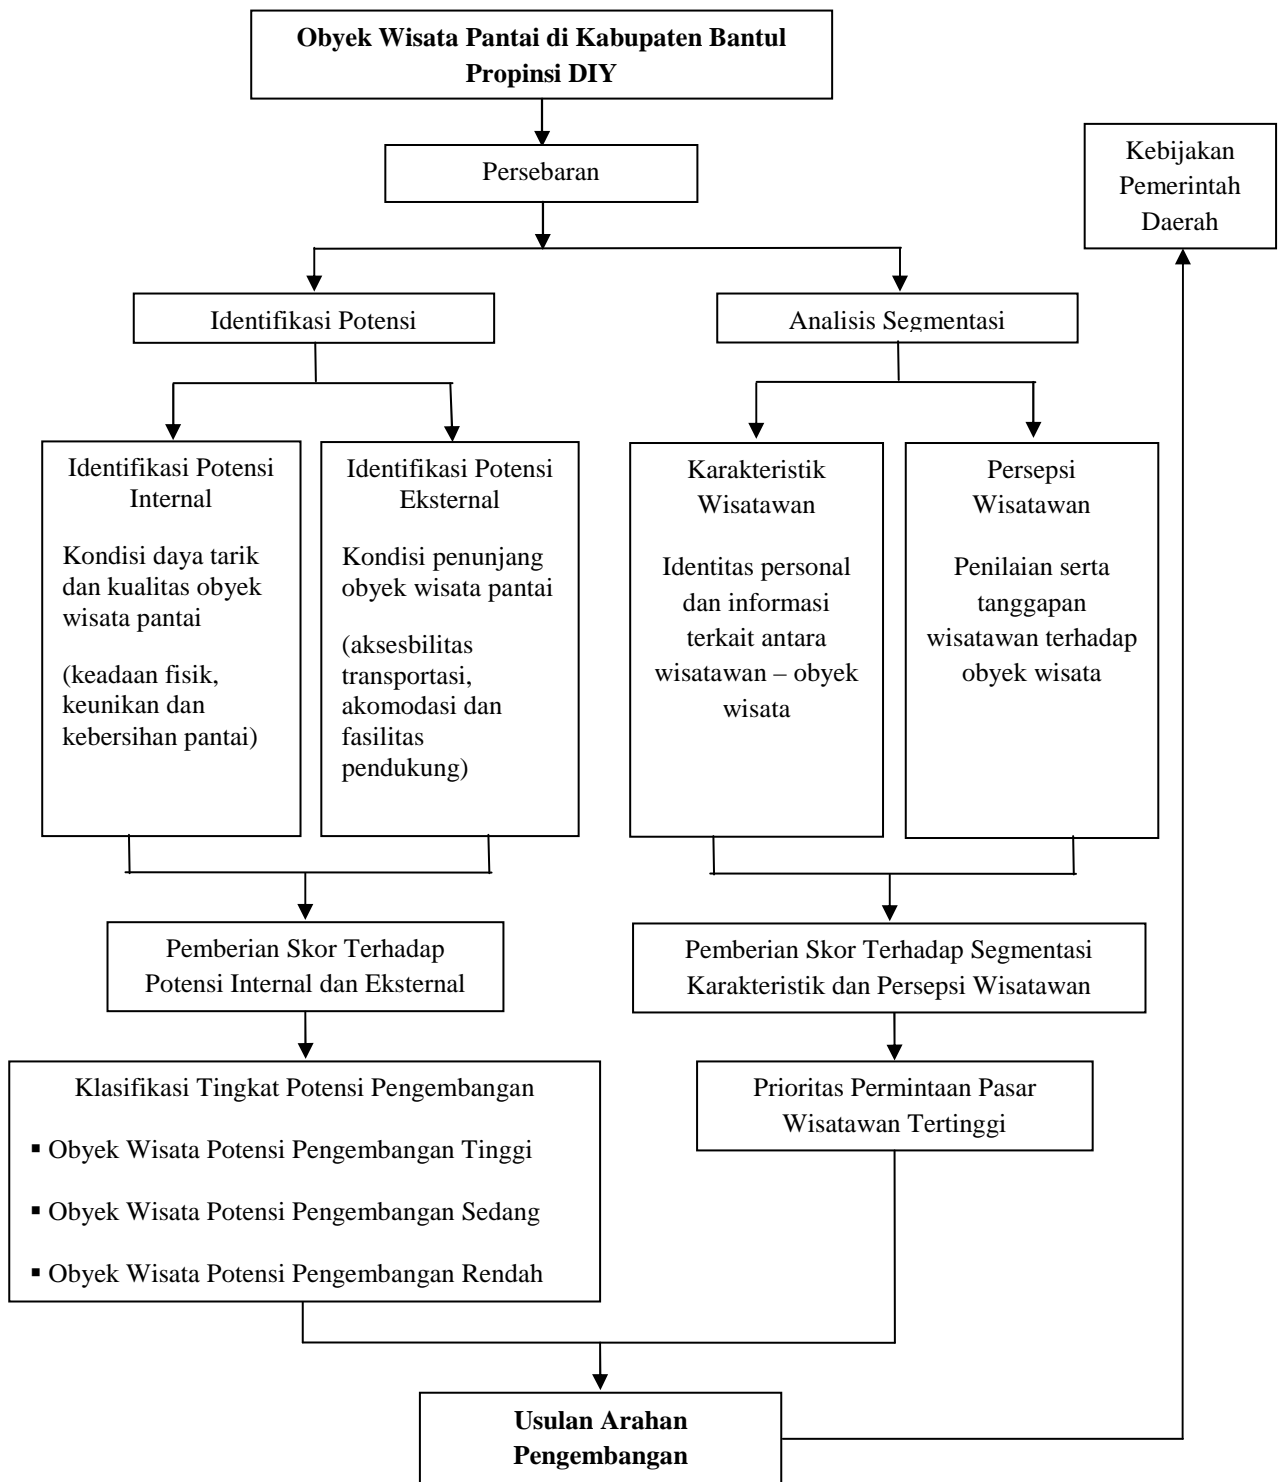 Obyek Wisata Pantai di Kabupaten Bantul
Propinsi DIY
Persebaran
Kebijakan
Pemerintah
Daerah
Identifikasi Potensi
Analisis Segmentasi
Identifikasi Potensi
Internal
Kondisi daya tarik
dan kualitas obyek
wisata pantai
(keadaan fisik,
keunikan dan
kebersihan pantai)
Identifikasi Potensi
Eksternal
Kondisi penunjang
obyek wisata pantai
(aksesbilitas
transportasi,
akomodasi dan
fasilitas
pendukung)
Karakteristik
Wisatawan
Identitas personal
dan informasi
terkait antara
wisatawan – obyek
wisata
Persepsi
Wisatawan
Penilaian serta
tanggapan
wisatawan terhadap
obyek wisata
Pemberian Skor Terhadap
Potensi Internal dan Eksternal
Pemberian Skor Terhadap Segmentasi
Karakteristik dan Persepsi Wisatawan
Klasifikasi Tingkat Potensi Pengembangan
▪ Obyek Wisata Potensi Pengembangan Tinggi
▪ Obyek Wisata Potensi Pengembangan Sedang
▪ Obyek Wisata Potensi Pengembangan Rendah
Prioritas Permintaan Pasar
Wisatawan Tertinggi
Usulan Arahan
Pengembangan